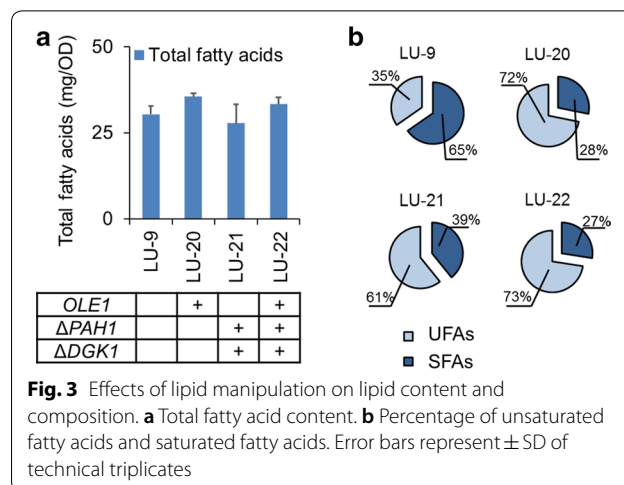 a
Total fatty acids (mg/OD)
50
25
0
Total fatty acids
LU-9
LU-20
LU-21
LU-22
OLE1 + +
ΔPAH1 + +
ΔDGK1 + +
b
LU-9
35%
65%
LU-20
72%
28%
LU-21
39%
61%
LU-22
27%
73%
UFAs
SFAs
Fig. 3 Effects of lipid manipulation on lipid content and
composition. a Total fatty acid content. b Percentage of unsaturated
fatty acids and saturated fatty acids. Error bars represent ± SD of
technical triplicates